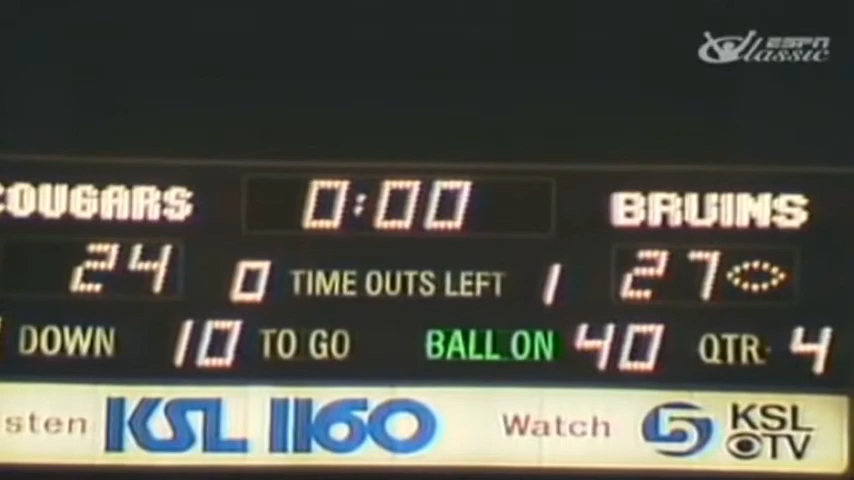 ESPN Classic
COUGARS 0:00 BRUINS
24 0 TIME OUTS LEFT 1 27
DOWN 10 TO GO BALL ON 40 QTR 4
sten KSL 1160 Watch 5 KSL TV